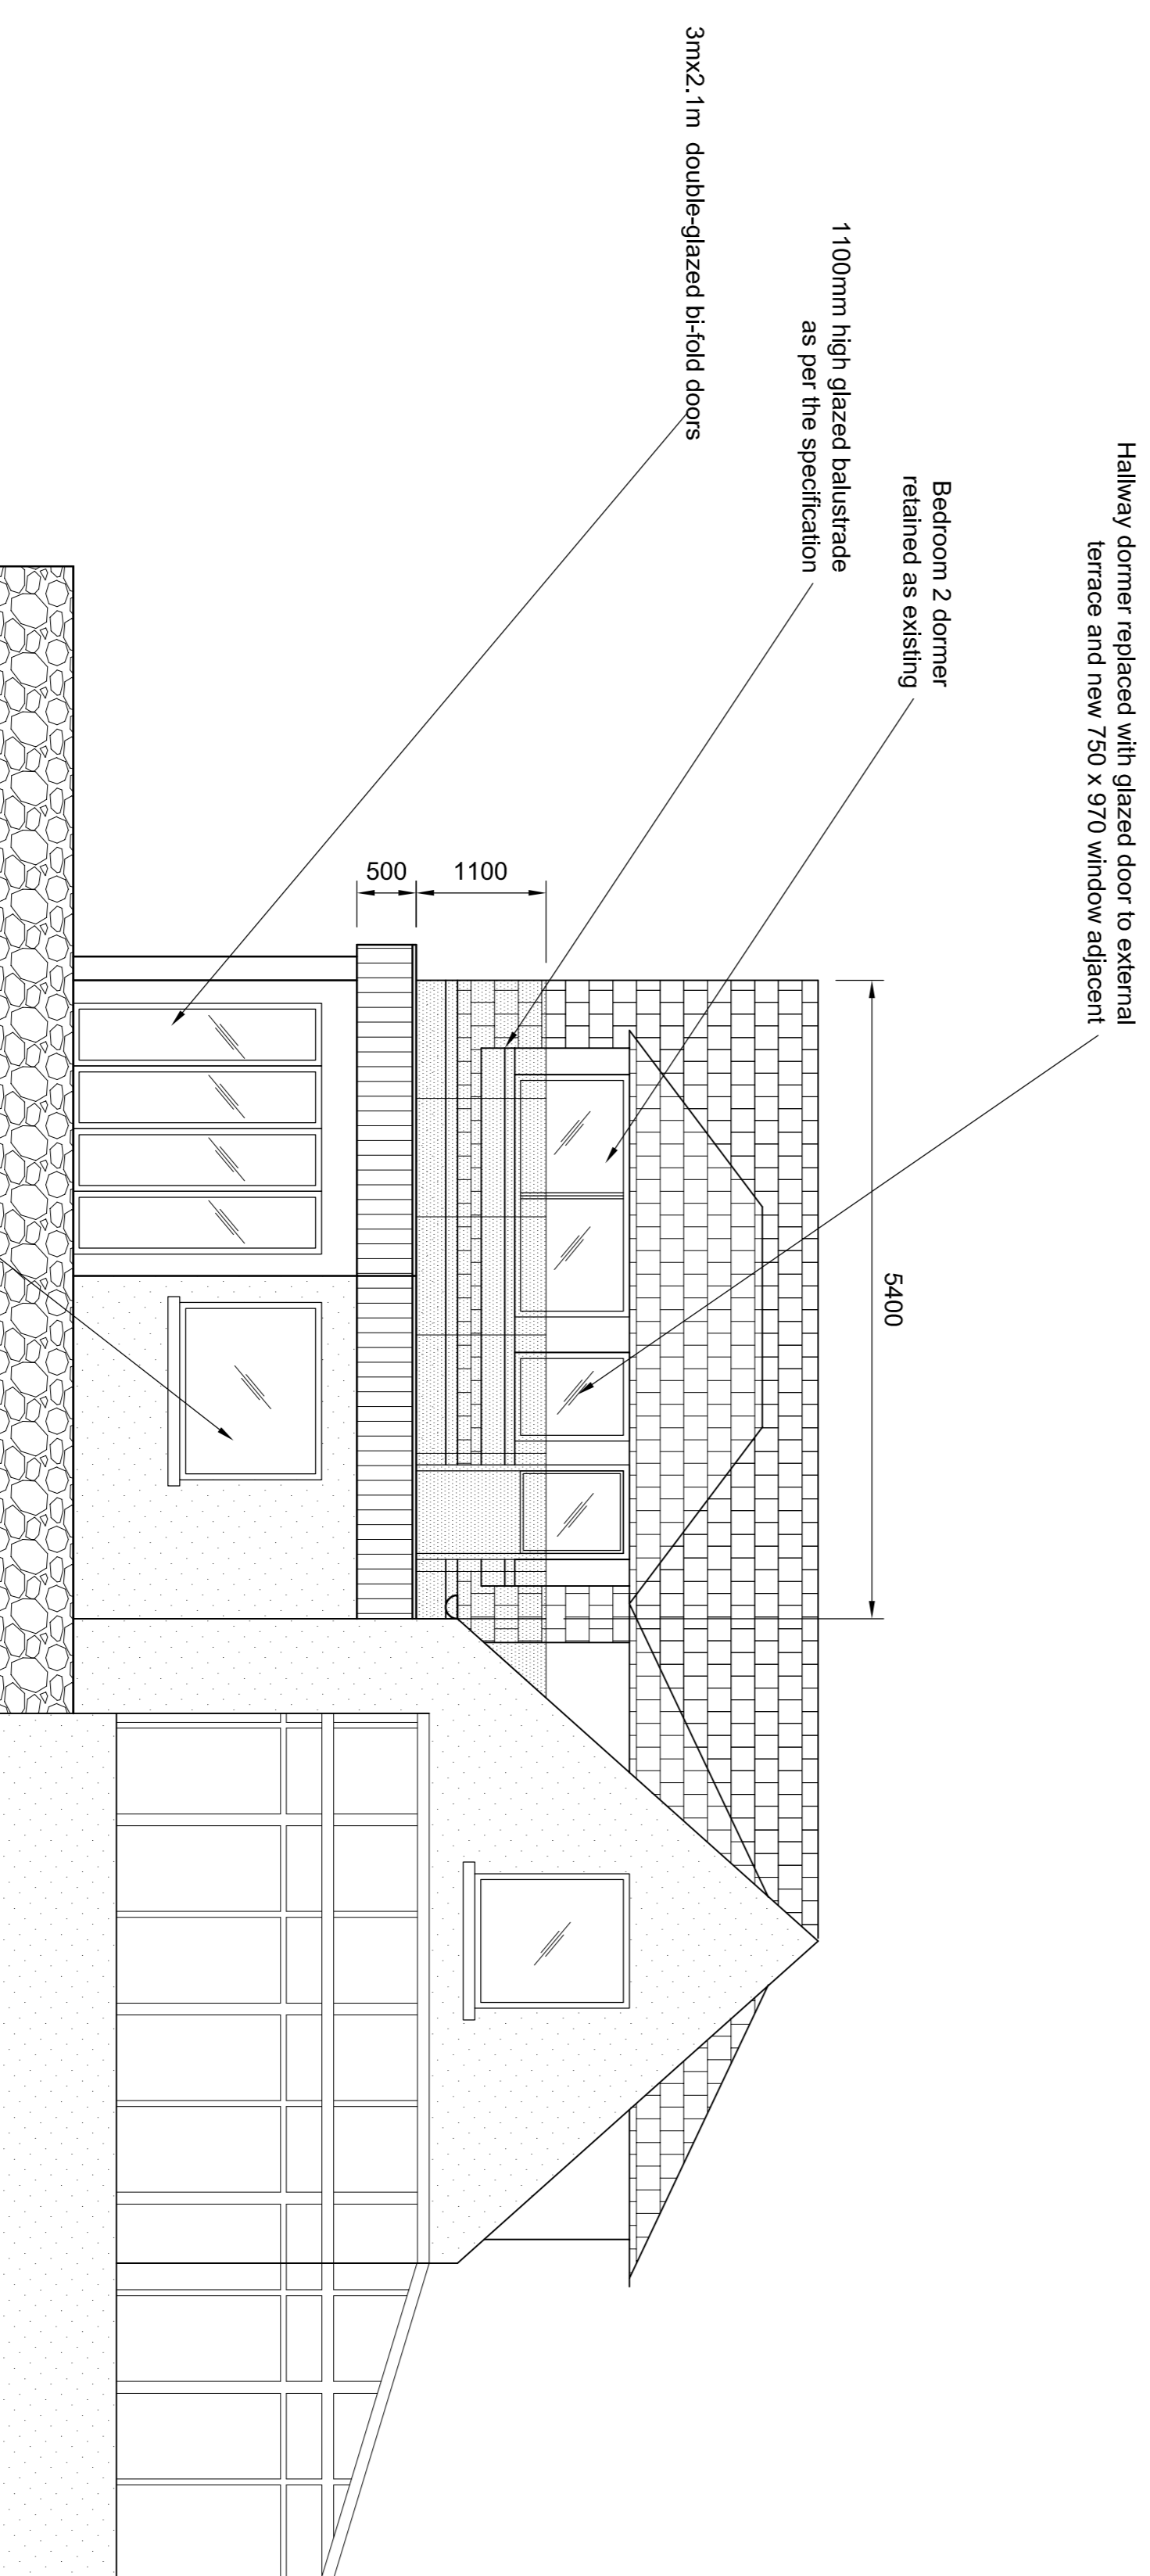 Hallway dormer replaced with glazed door to external
terrace and new 750 x 970 window adjacent
Bedroom 2 dormer
retained as existing
1100mm high glazed balustrade
as per the specification
3mx2.1m double-glazed bi-fold doors
5400
1100
500